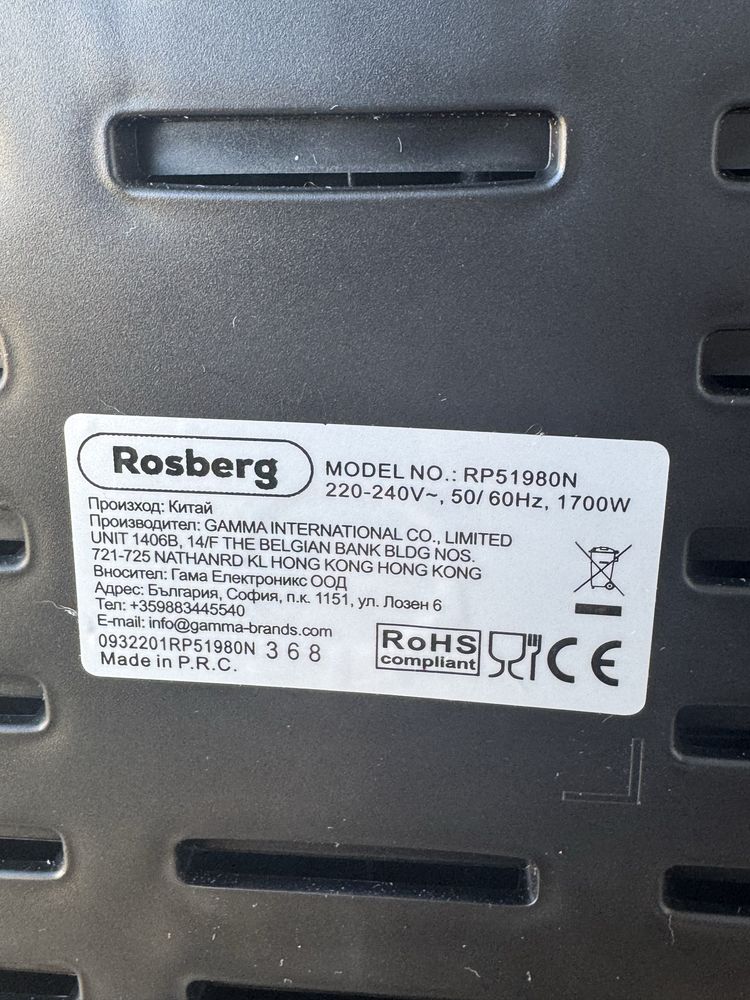 Rosberg
MODEL NO.: RP51980N
220-240V~, 50/ 60Hz, 1700W
Произход: Китай
Производител: GAMMA INTERNATIONAL CO., LIMITED
UNIT 1406B, 14/F THE BELGIAN BANK BLDG NOS.
721-725 NATHANRD KL HONG KONG HONG KONG
Вносител: Гама Електроникс ООД
Адрес: България, София, п.к. 1151, ул. Лозен 6
Тел: +359883445540
E-mail: info@gamma-brands.com
0932201RP51980N 368
Made in P.R.C.
RoHS
compliant
CE